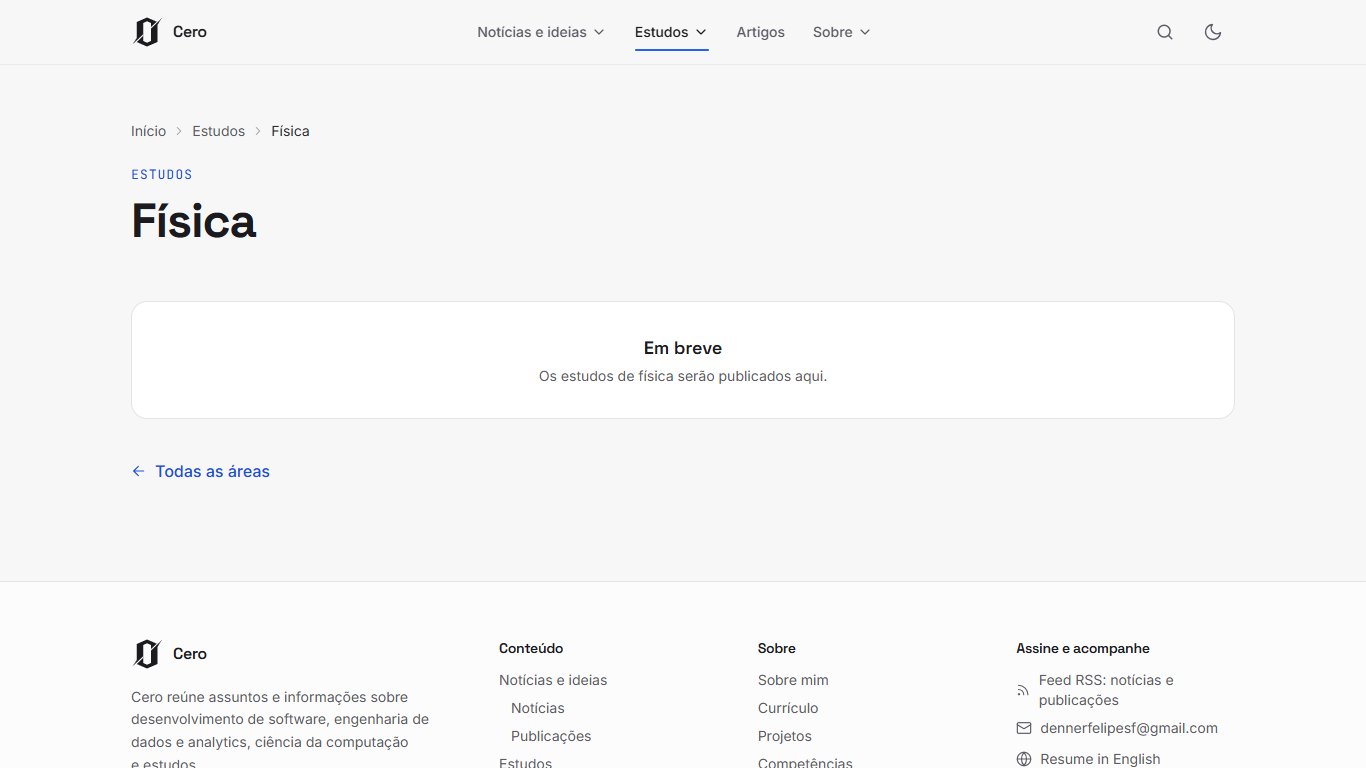 Cero
Notícias e ideias
Estudos
Artigos
Sobre
Início > Estudos > Física
ESTUDOS
Física
Em breve
Os estudos de física serão publicados aqui.
← Todas as áreas
Cero
Cero reúne assuntos e informações sobre
desenvolvimento de software, engenharia de
dados e analytics, ciência da computação
e estudos.
Conteúdo
Notícias e ideias
Notícias
Publicações
Estudos
Sobre
Sobre mim
Currículo
Projetos
Competências
Assine e acompanhe
Feed RSS: notícias e
publicações
dennerfelipesf@gmail.com
Resume in English